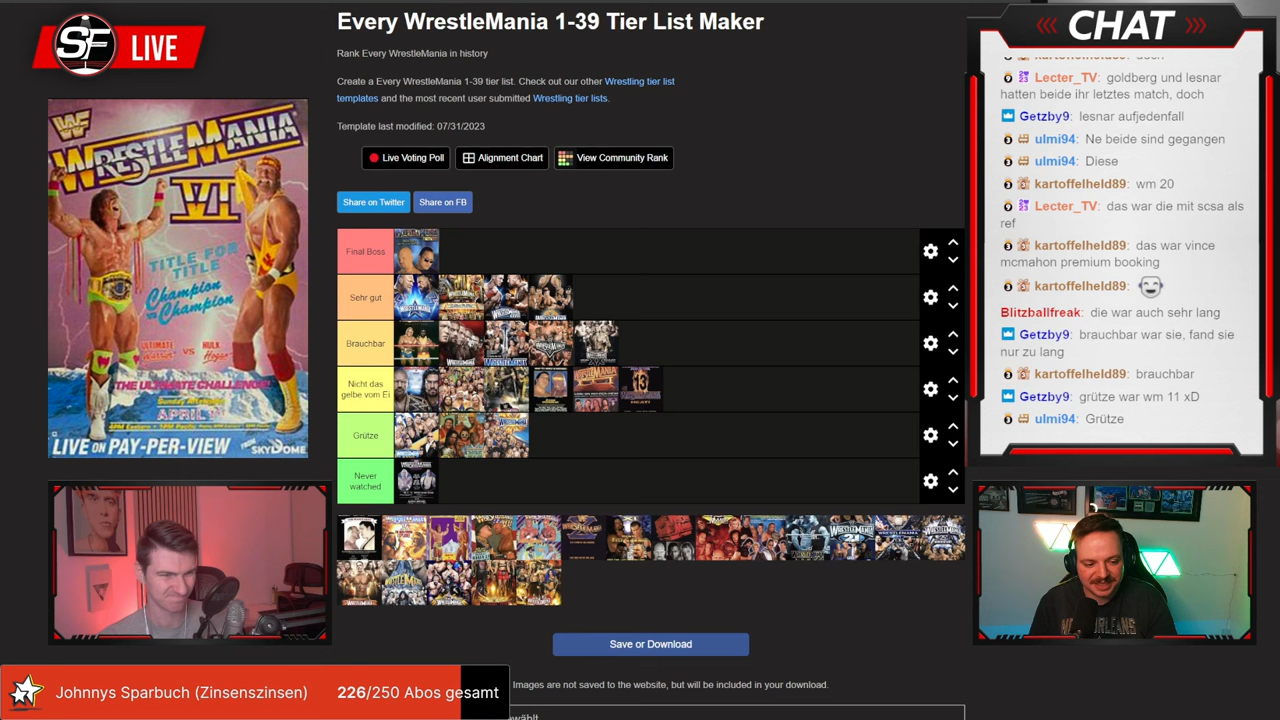 SF LIVE
WF
WRESTLEMANIA
VI
TITLE FOR
TITLE
Champion
vs Champion
ULTIMATE
Warrior
VS
HULK
Hogan
THE ULTIMATE CHALLENGE!
Sunday Afternoon
APRIL 1
LIVE ON PAY-PER-VIEW
FROM
SKYDOME
Every WrestleMania 1-39 Tier List Maker
Rank Every WrestleMania in history
Create a Every WrestleMania 1-39 tier list. Check out our other Wrestling tier list
templates and the most recent user submitted Wrestling tier lists.
Template last modified: 07/31/2023
Live Voting Poll
Alignment Chart
View Community Rank
Share on Twitter
Share on FB
Final Boss
Sehr gut
Brauchbar
Nicht das
gelbe vom Ei
13
Grütze
Never
watched
Save or Download
Images are not saved to the website, but will be included in your download.
CHAT
Lecter_TV: goldberg und lesnar
hatten beide ihr letztes match, doch
Getzby9: lesnar aufjedenfall
ulmi94: Ne beide sind gegangen
ulmi94: Diese
kartoffelheld89: wm 20
Lecter_TV: das war die mit scsa als
ref
kartoffelheld89: das war vince
mcmahon premium booking
kartoffelheld89:
Blitzballfreak: die war auch sehr lang
Getzby9: brauchbar war sie, fand sie
nur zu lang
kartoffelheld89: brauchbar
Getzby9: grütze war wm 11 xD
ulmi94: Grütze
Johnnys Sparbuch (Zinsenszinsen)
226/250 Abos gesamt